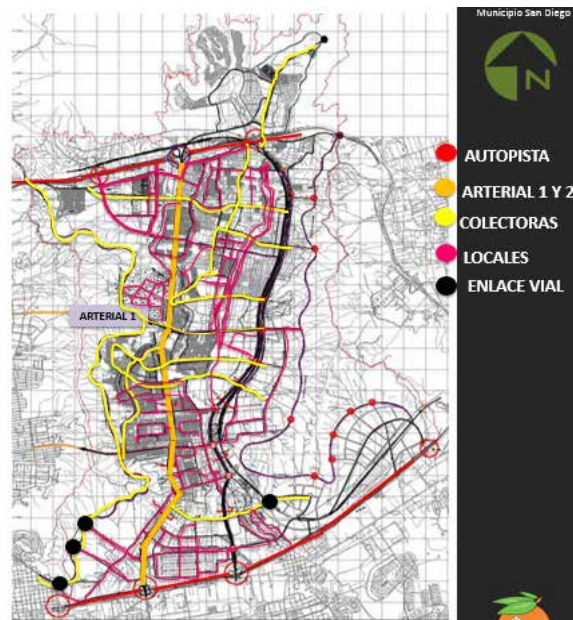 Municipio San Diego
N
AUTOPISTA
ARTERIAL 1 Y 2
COLECTORAS
LOCALES
ENLACE VIAL
ARTERIAL 1